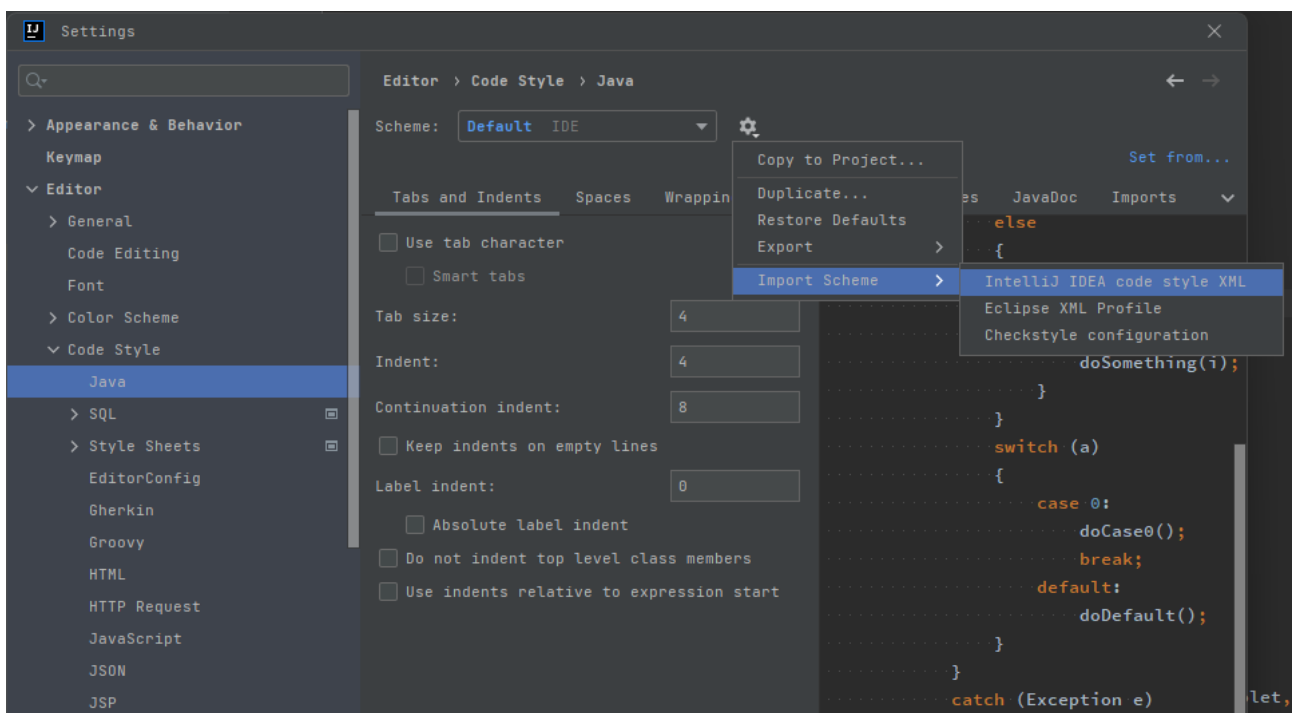 IJ Settings
Editor › Code Style › Java
Appearance & Behavior
Keymap
Editor
General
Code Editing
Font
Color Scheme
Code Style
Java
SQL
Style Sheets
EditorConfig
Gherkin
Groovy
HTML
HTTP Request
JavaScript
JSON
JSP
Scheme: Default IDE
Set from...
Tabs and Indents Spaces Wrappin es JavaDoc Imports
Use tab character
Smart tabs
Tab size: 4
Indent: 4
Continuation indent: 8
Keep indents on empty lines
Label indent: 0
Absolute label indent
Do not indent top level class members
Use indents relative to expression start
Copy to Project...
Duplicate...
Restore Defaults
Export
Import Scheme
IntelliJ IDEA code style XML
Eclipse XML Profile
Checkstyle configuration
else
{
doSomething(i);
}
}
switch (a)
{
case 0:
doCase0();
break;
default:
doDefault();
}
}
catch (Exception e)
let,